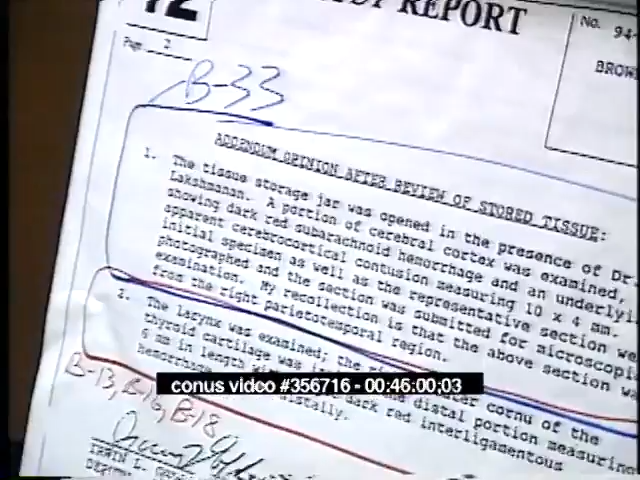 12
REPORT
No. 94-
Page 2
BROW
B-33
ADDENDUM OPINION AFTER REVIEW OF STORED TISSUE:
1. The tissue storage jar was opened in the presence of Dr.
Lakshmanan. A portion of cerebral cortex was examined,
showing dark red subarachnoid hemorrhage and an underlyi
apparent cerebrocortical contusion measuring 10 x 4 mm.
initial specimen as well as the representative section we
photographed and the section was submitted for microscopi
examination. My recollection is that the above section wa
from the right parietotemporal region.
2. The larynx was examined; the cornu of the
thyroid cartilage was distal portion measuring
6 mm in length dark red interligamentous
hemorrhage distally.
conus video #356716 - 00:46:00;03
B-13, B-16, B-18
IRWIN L.